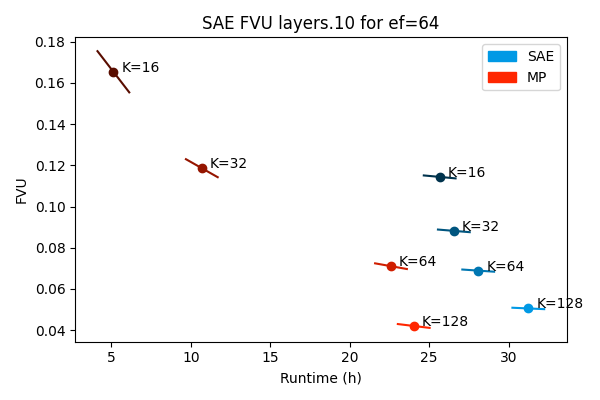 SAE FVU layers.10 for ef=64
0.18
0.16
0.14
0.12
0.10
0.08
0.06
0.04
FVU
SAE
MP
K=16
K=32
K=16
K=32
K=64
K=64
K=128
K=128
5
10
15
20
25
30
Runtime (h)